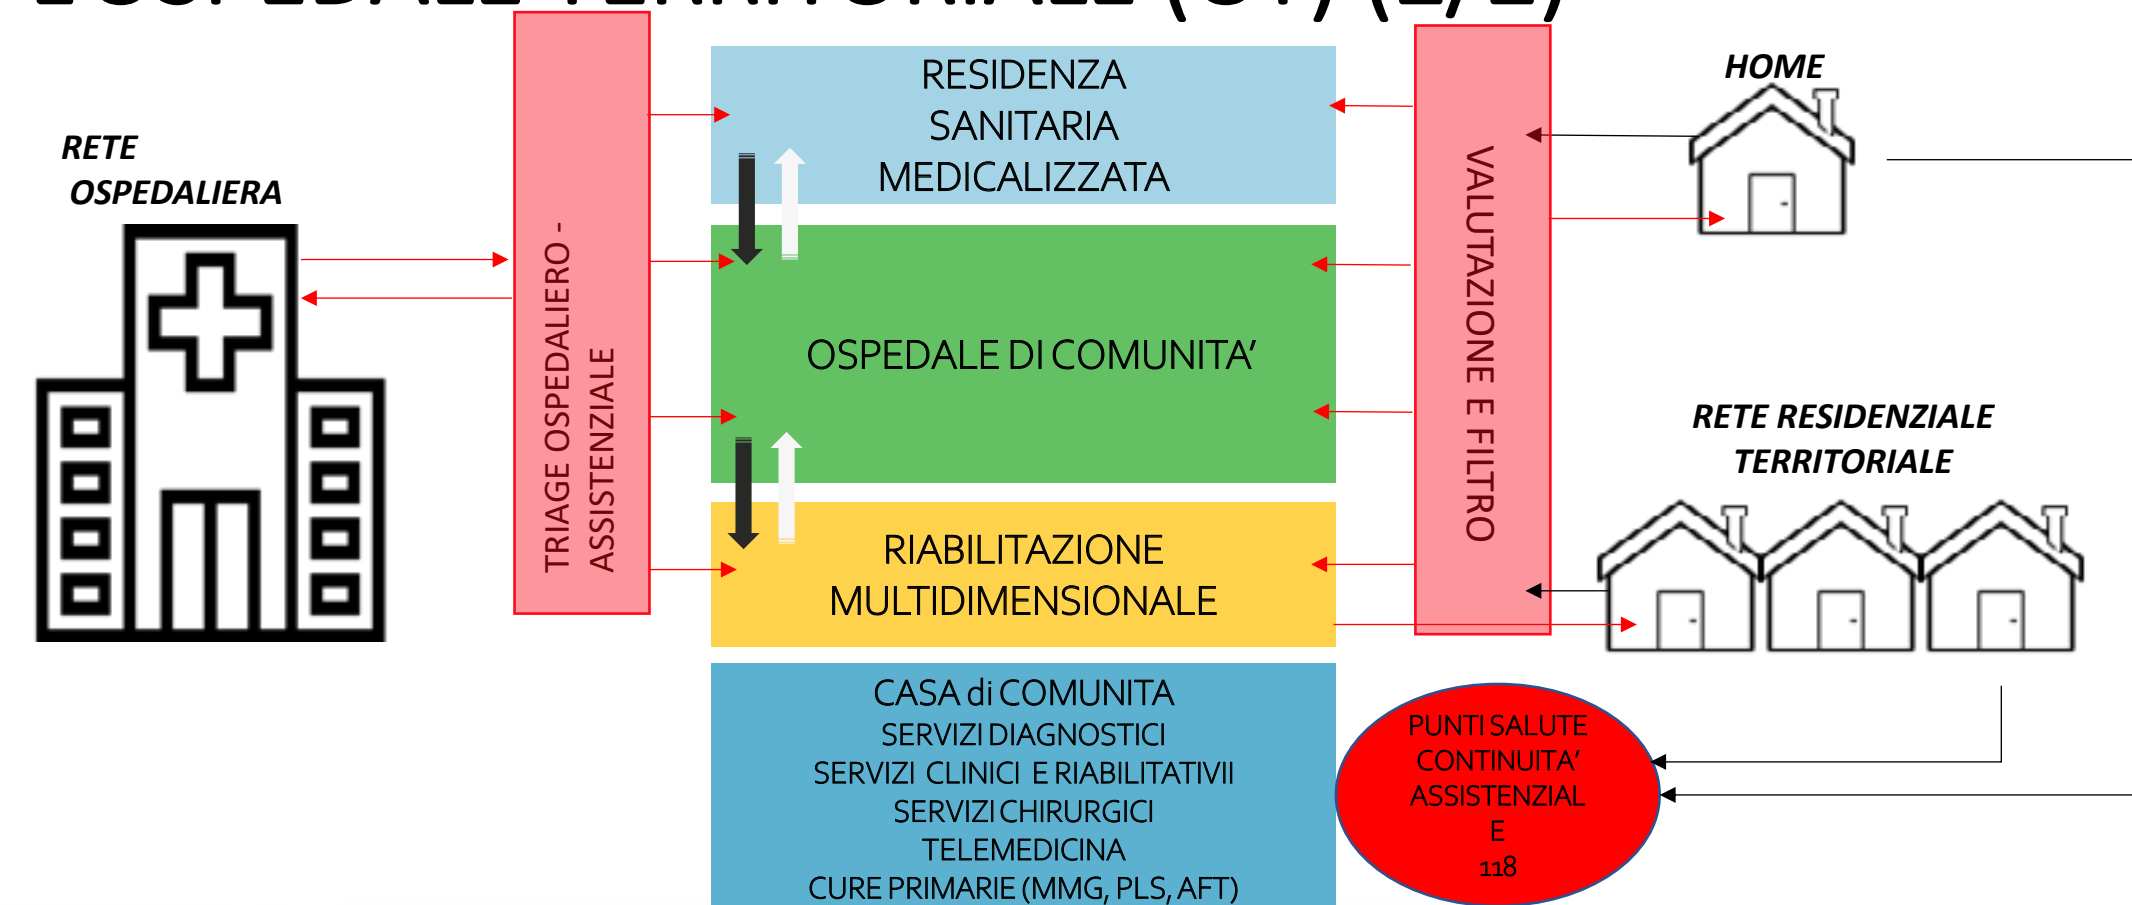 OSPEDALE TERRITORIALE
RETE
OSPEDALIERA
TRIAGE OSPEDALIERO -
ASSISTENZIALE
RESIDENZA
SANITARIA
MEDICALIZZATA
OSPEDALE DI COMUNITA’
RIABILITAZIONE
MULTIDIMENSIONALE
CASA di COMUNITA
SERVIZI DIAGNOSTICI
SERVIZI CLINICI E RIABILITATIVII
SERVIZI CHIRURGICI
TELEMEDICINA
CURE PRIMARIE (MMG, PLS, AFT)
VALUTAZIONE E FILTRO
HOME
RETE RESIDENZIALE
TERRITORIALE
PUNTI SALUTE
CONTINUITA’
ASSISTENZIAL
E
118